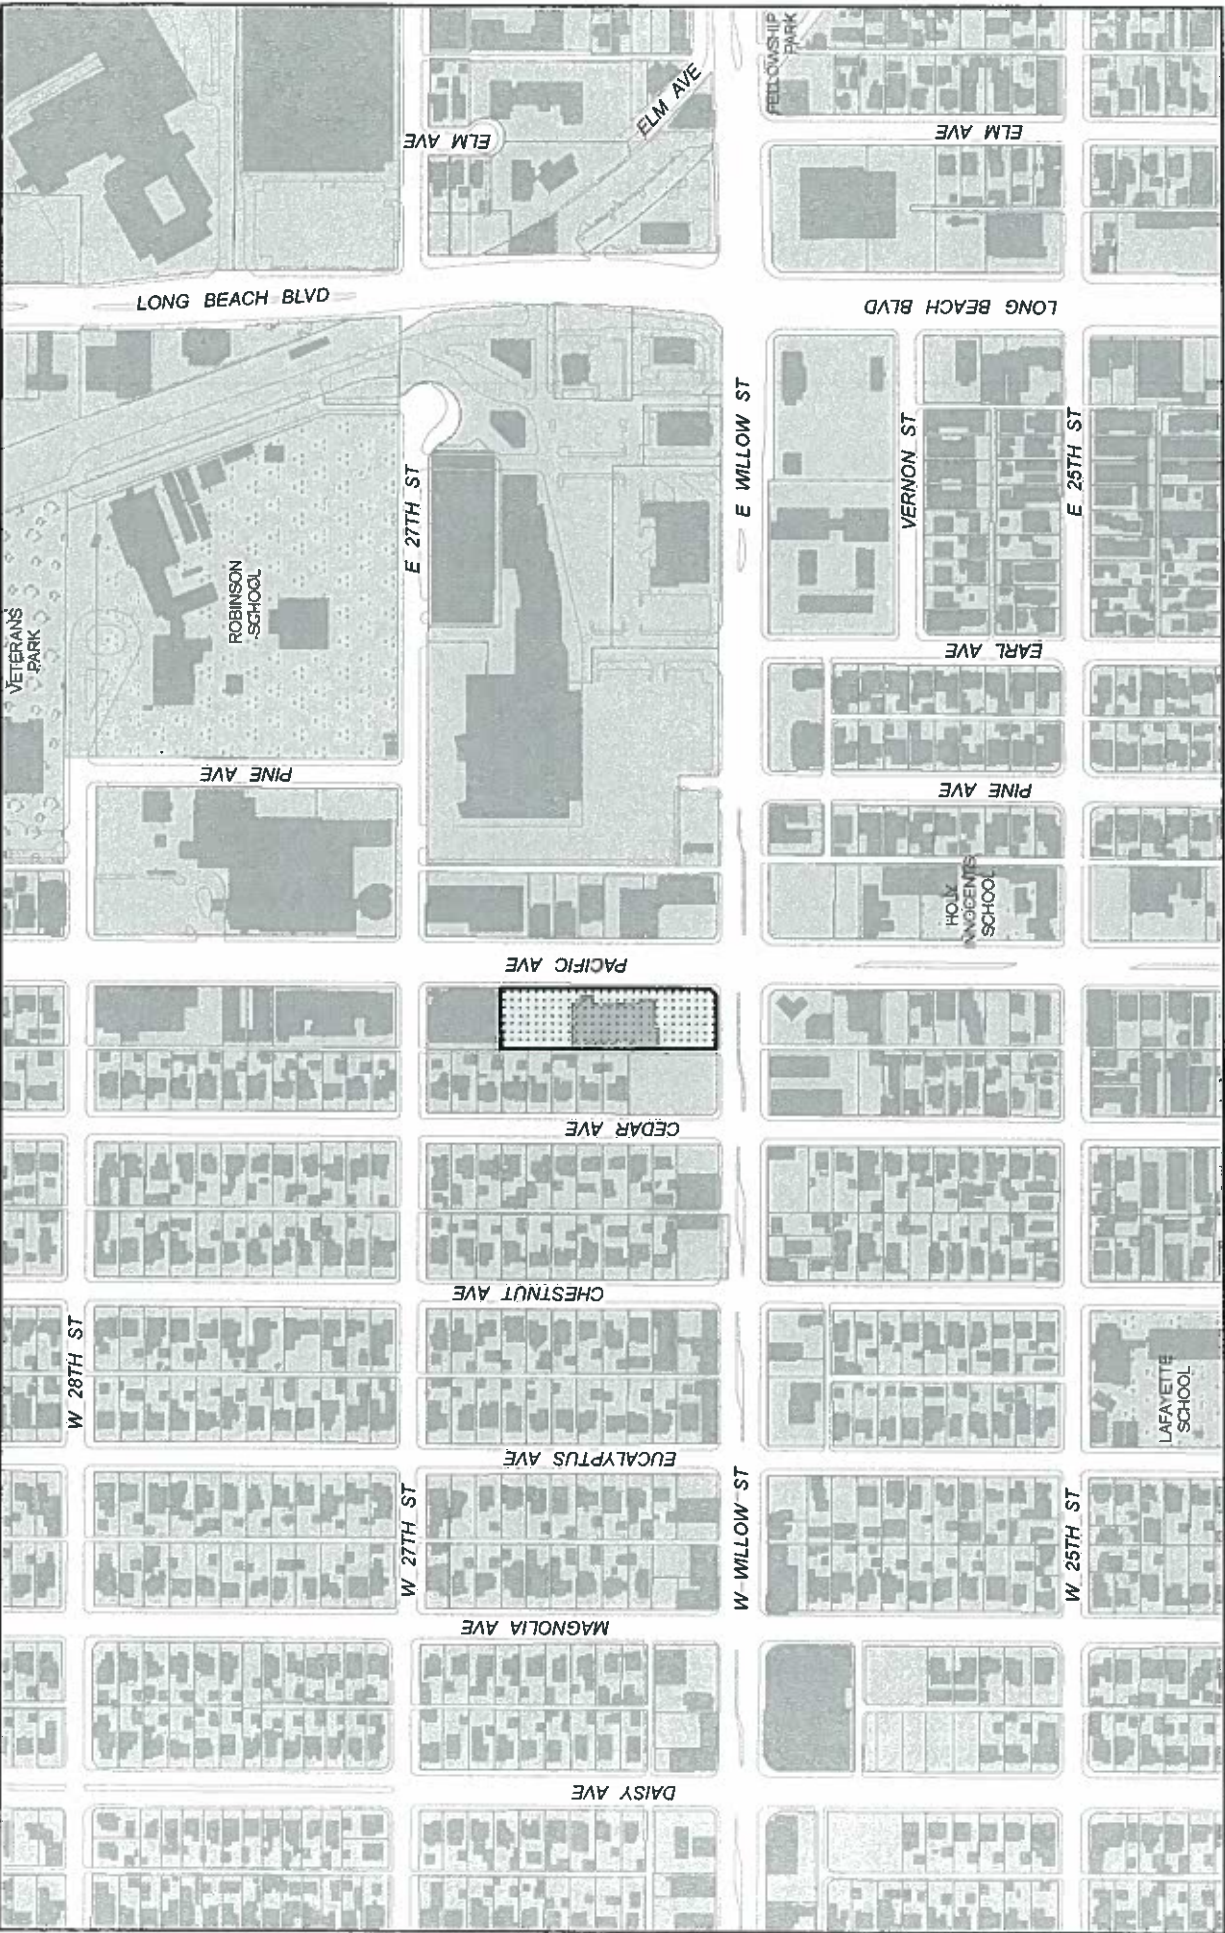 FELLOWSHIP
PARK
ELM AVE
ELM AVE
ELM AVE
LONG BEACH BLVD
LONG BEACH BLVD
E WILLOW ST
VERNON ST
E 25TH ST
E 27TH ST
ROBINSON
SCHOOL
VETERANS
PARK
EARL AVE
PINE AVE
PINE AVE
HOLY
INNOCENTS
SCHOOL
PACIFIC AVE
CEDAR AVE
CHESTNUT AVE
W 28TH ST
LAFAYETTE
SCHOOL
EUCALYPTUS AVE
W 27TH ST
W WILLOW ST
W 25TH ST
MAGNOLIA AVE
DAISY AVE